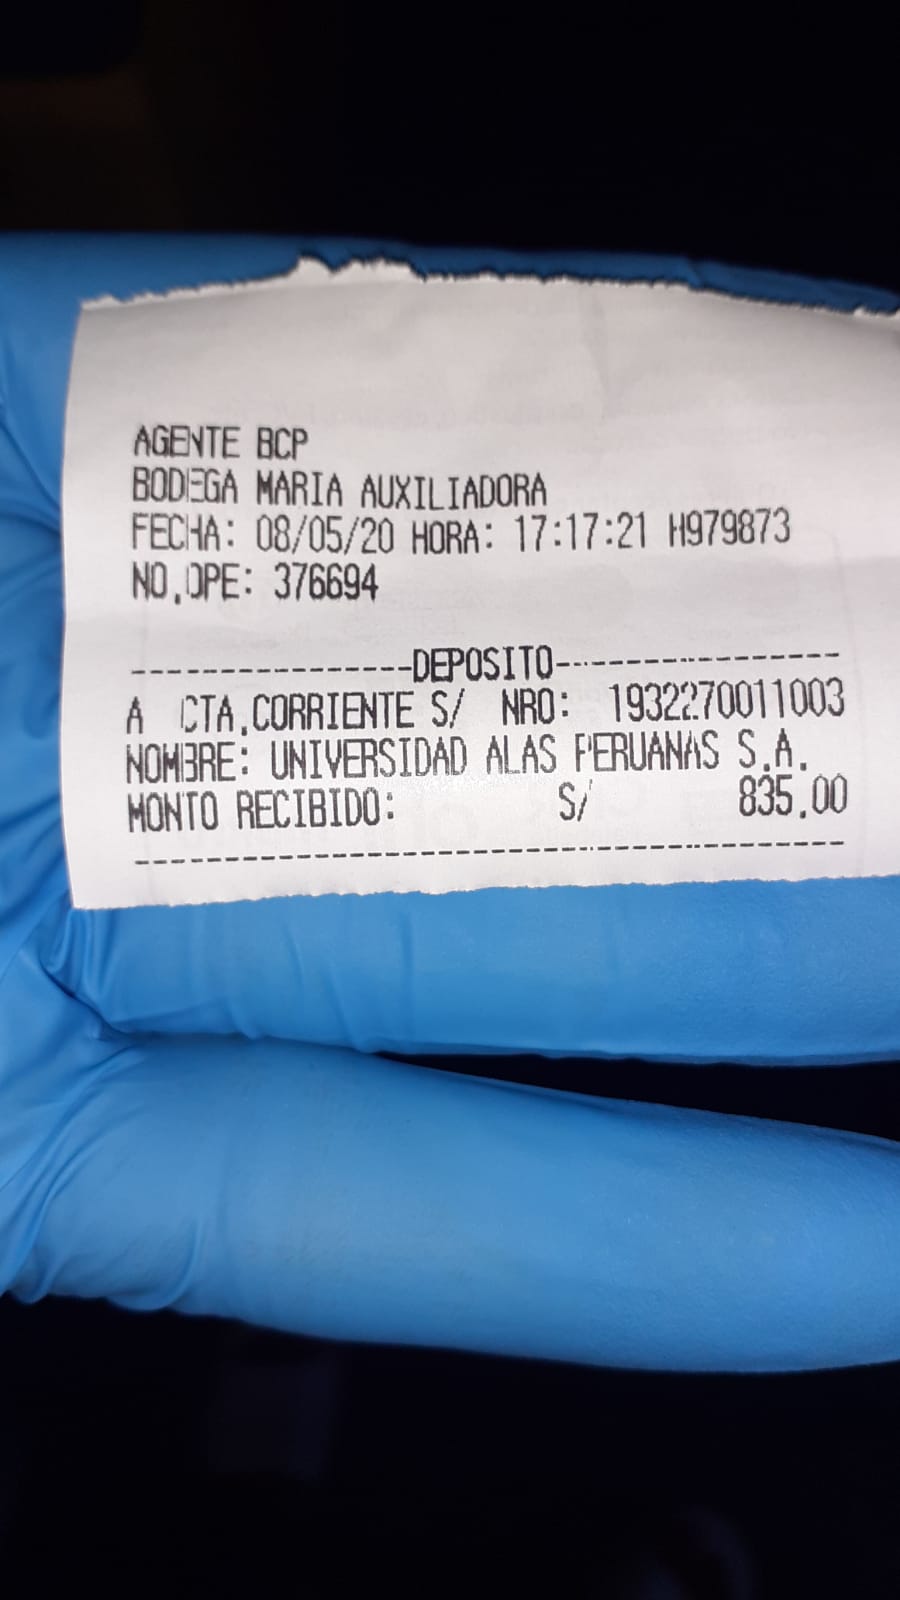 AGENTE BCP
BODEGA MARIA AUXILIADORA
FECHA: 08/05/20 HORA: 17:17:21 H979873
NO.OPE: 376694
----------------DEPOSITO----------------
A CTA.CORRIENTE S/ NRO: 1932270011003
NOMBRE: UNIVERSIDAD ALAS PERUANAS S.A.
MONTO RECIBIDO: S/ 835.00
----------------------------------------